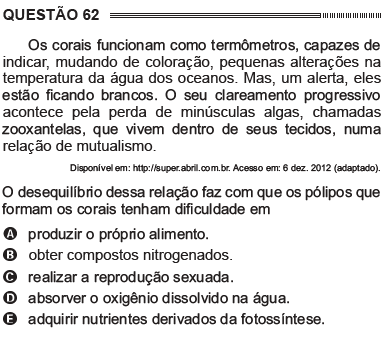 QUESTÃO 62
Os corais funcionam como termômetros, capazes de
indicar, mudando de coloração, pequenas alterações na
temperatura da água dos oceanos. Mas, um alerta, eles
estão ficando brancos. O seu clareamento progressivo
acontece pela perda de minúsculas algas, chamadas
zooxantelas, que vivem dentro de seus tecidos, numa
relação de mutualismo.
Disponível em: http://super.abril.com.br. Acesso em: 6 dez. 2012 (adaptado).
O desequilíbrio dessa relação faz com que os pólipos que
formam os corais tenham dificuldade em
A produzir o próprio alimento.
B obter compostos nitrogenados.
C realizar a reprodução sexuada.
D absorver o oxigênio dissolvido na água.
E adquirir nutrientes derivados da fotossíntese.